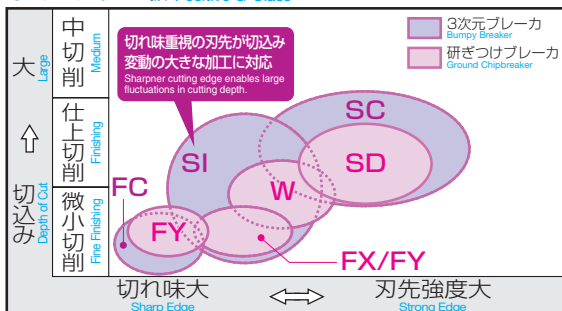 中切削
Medium
仕上切削
Finishing
微小切削
Fine Finishing
大
Large
切込み
Depth of Cut
切れ味重視の刃先が切込み
変動の大きな加工に対応
Sharper cutting edge enables large
fluctuations in cutting depth.
3次元ブレーカ
Bumpy Breaker
研ぎつけブレーカ
Ground Chipbreaker
SC
SI
SD
FC
W
FY
FX/FY
切れ味大
Sharp Edge
刃先強度大
Strong Edge